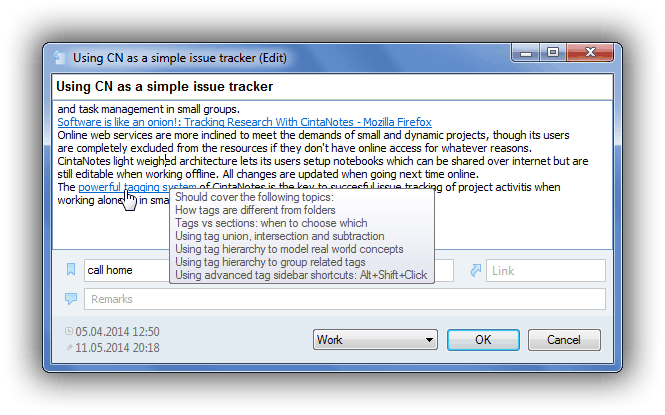 Using CN as a simple issue tracker (Edit)
Using CN as a simple issue tracker
and task management in small groups.
Software is like an onion!: Tracking Research With CintaNotes - Mozilla Firefox
Online web services are more inclined to meet the demands of small and dynamic projects, though its users
are completely excluded from the resources if they don't have online access for whatever reasons.
CintaNotes light weighed architecture lets its users setup notebooks which can be shared over internet but are
still editable when working offline. All changes are updated when going next time online.
The powerful tagging system of CintaNotes is the key to succesful issue tracking of project activitis when
working alone in sma
Should cover the following topics:
How tags are different from folders
Tags vs sections: when to choose which
Using tag union, intersection and subtraction
Using tag hierarchy to model real world concepts
Using tag hierarchy to group related tags
Using advanced tag sidebar shortcuts: Alt+Shift+Click
call home
Link
Remarks
05.04.2014 12:50
11.05.2014 20:18
Work
OK
Cancel